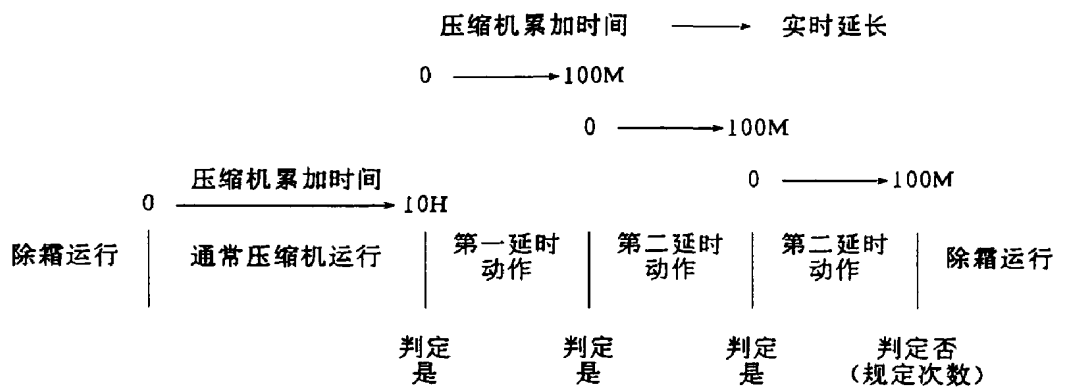 压缩机累加时间 实时延长
0 100M
0 100M
压缩机累加时间 0 100M
0 10H
除霜运行 通常压缩机运行 第一延时动作 第二延时动作 第二延时动作 除霜运行
判定是 判定是 判定是 判定否(规定次数)